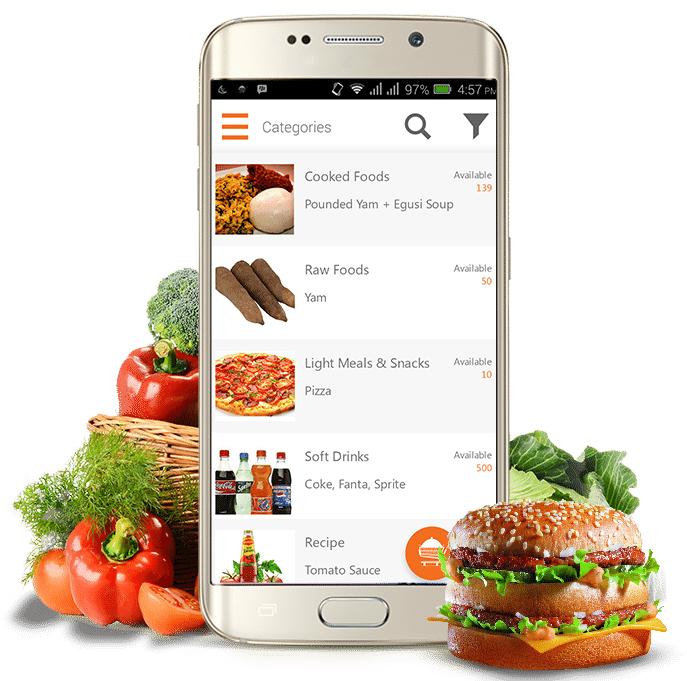 97% 4:57 PM
Categories
Cooked Foods
Available
139
Pounded Yam + Egusi Soup
Raw Foods
Available
50
Yam
Light Meals & Snacks
Available
10
Pizza
Soft Drinks
Available
500
Coke, Fanta, Sprite
Recipe
Tomato Sauce